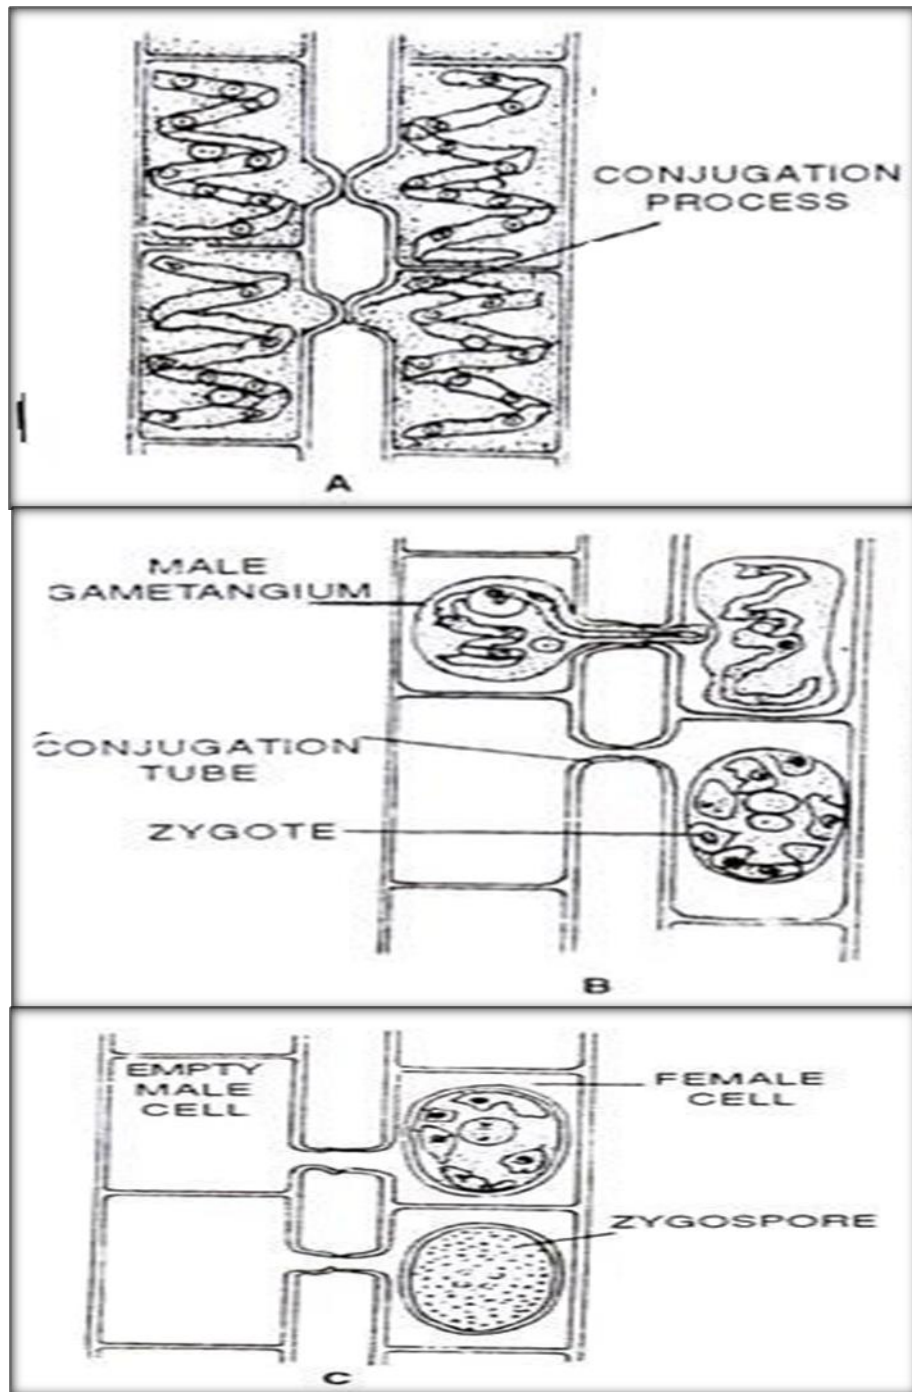 CONJUGATION
PROCESS
A
MALE
GAMETANGIUM
CONJUGATION
TUBE
ZYGOTE
B
EMPTY
MALE
CELL
FEMALE
CELL
ZYGOSPORE
C